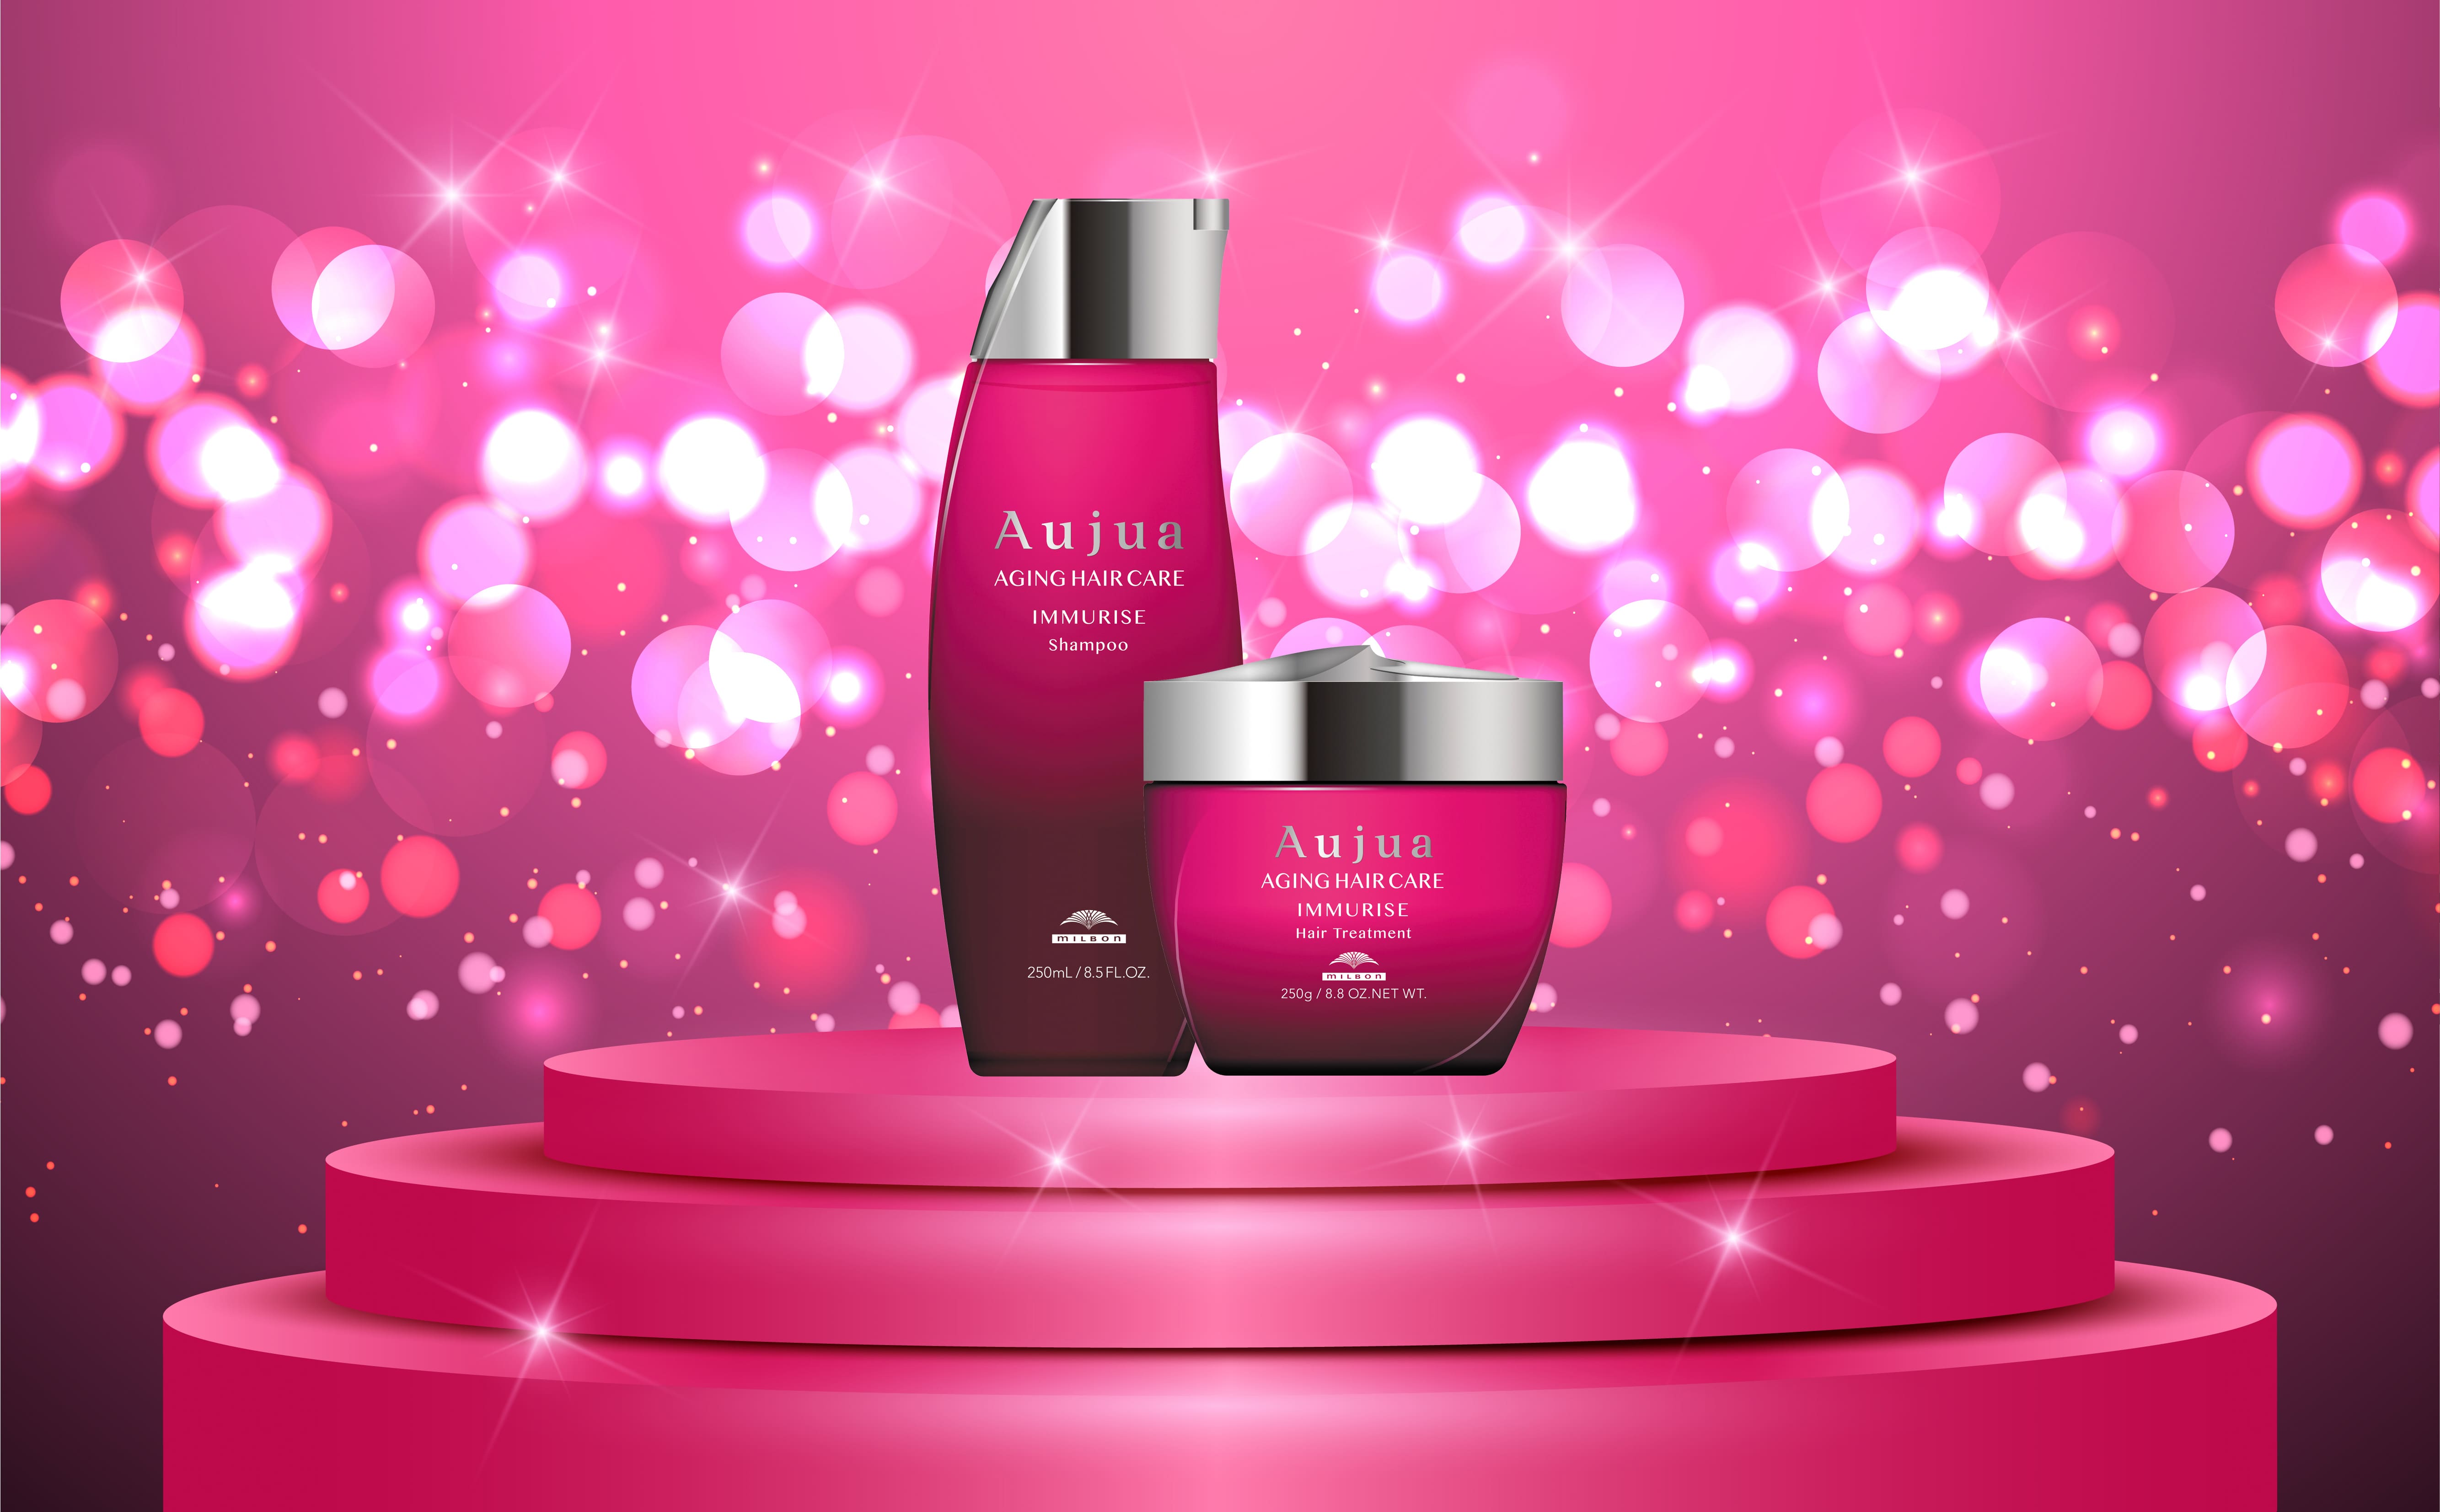 Aujua
AGING HAIR CARE
IMMURISE
Shampoo
MILBON
250mL / 8.5 FL.OZ.
Aujua
AGING HAIR CARE
IMMURISE
Hair Treatment
MILBON
250g / 8.8 OZ.NET WT.